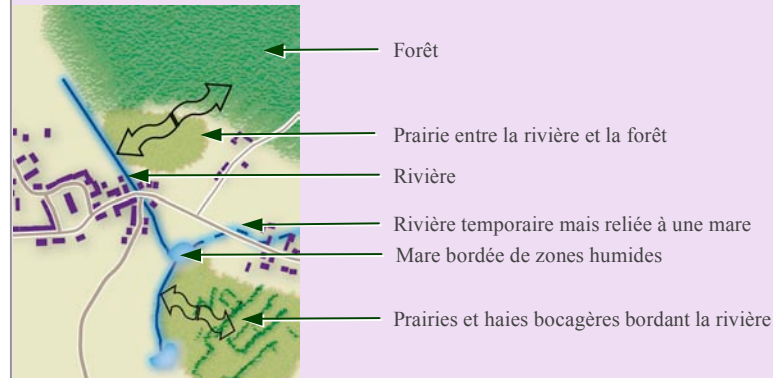 Forêt
Prairie entre la rivière et la forêt
Rivière
Rivière temporaire mais reliée à une mare
Mare bordée de zones humides
Prairies et haies bocagères bordant la rivière